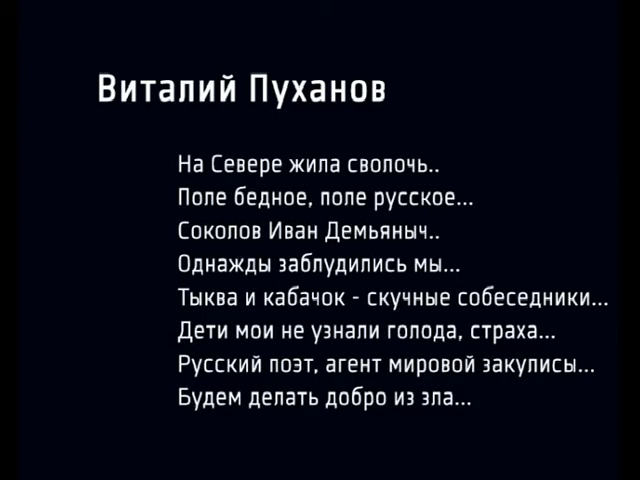 Виталий Пуханов
На Севере жила сволочь..
Поле бедное, поле русское...
Соколов Иван Демьяныч..
Однажды заблудились мы...
Тыква и кабачок - скучные собеседники...
Дети мои не узнали голода, страха...
Русский поэт, агент мировой закулисы...
Будем делать добро из зла...